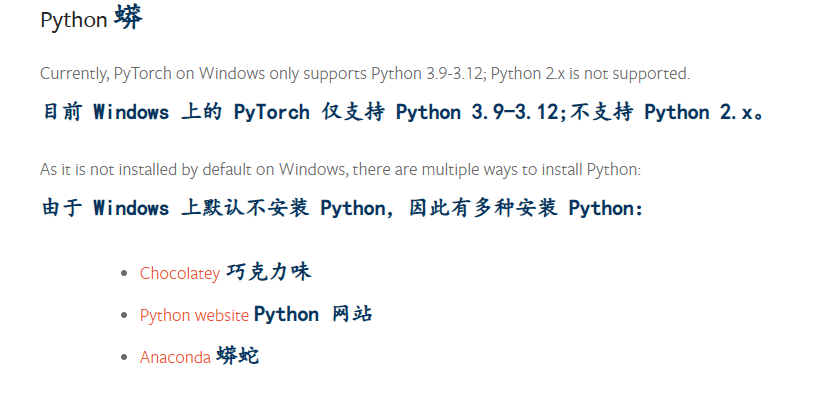 Python 蟒
Currently, PyTorch on Windows only supports Python 3.9-3.12; Python 2.x is not supported.
目前 Windows 上的 PyTorch 仅支持 Python 3.9-3.12;不支持 Python 2.x。
As it is not installed by default on Windows, there are multiple ways to install Python:
由于 Windows 上默认不安装 Python, 因此有多种安装 Python:
• Chocolatey 巧克力味
• Python website Python 网站
• Anaconda 蟒蛇